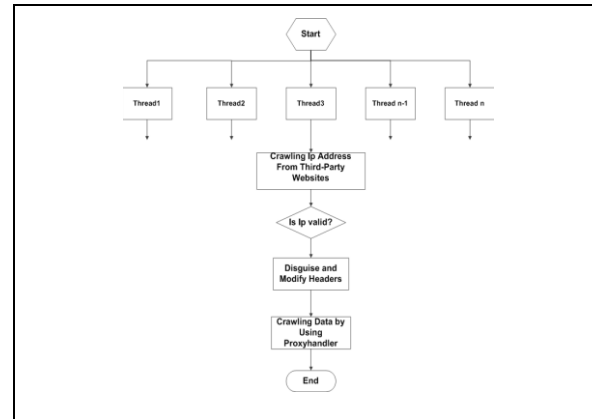 Start
Thread1
Thread2
Thread3
Thread n-1
Thread n
Crawling Ip Address
From Third-Party
Websites
Is Ip valid?
Disguise and
Modify Headers
Crawling Data by
Using
Proxyhandler
End